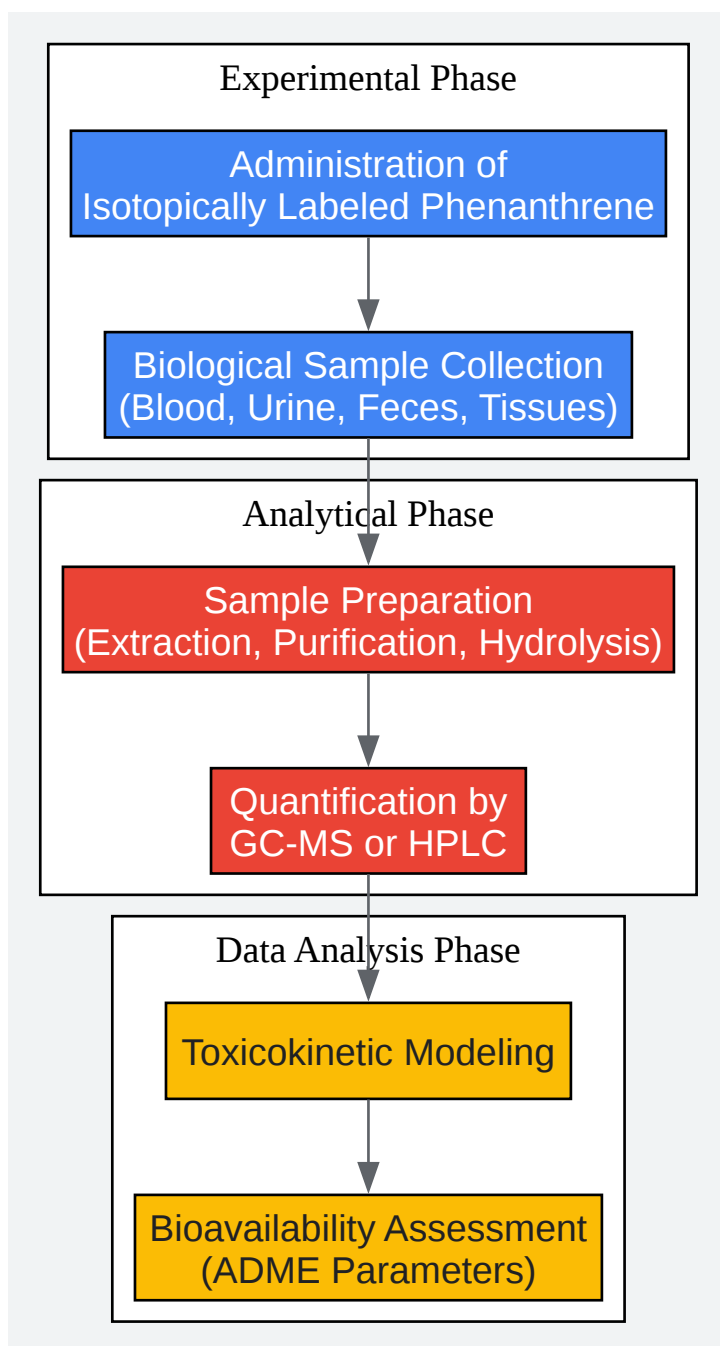 Experimental Phase
Administration of
Isotopically Labeled Phenanthrene
Biological Sample Collection
(Blood, Urine, Feces, Tissues)
Analytical Phase
Sample Preparation
(Extraction, Purification, Hydrolysis)
Quantification by
GC-MS or HPLC
Data Analysis Phase
Toxicokinetic Modeling
Bioavailability Assessment
(ADME Parameters)